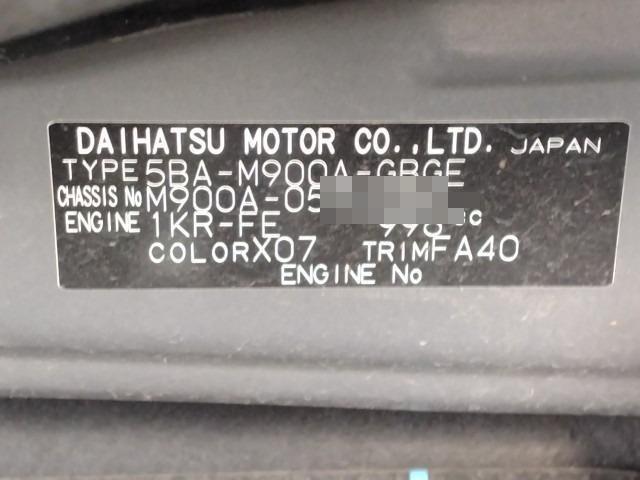 DAIHATSU MOTOR CO.,LTD. JAPAN
TYPE 5BA-M900A-GBGE
CHASSIS No M900A-05
ENGINE 1KR-FE 996cc
COLOR X07 TRIM FA40
ENGINE No